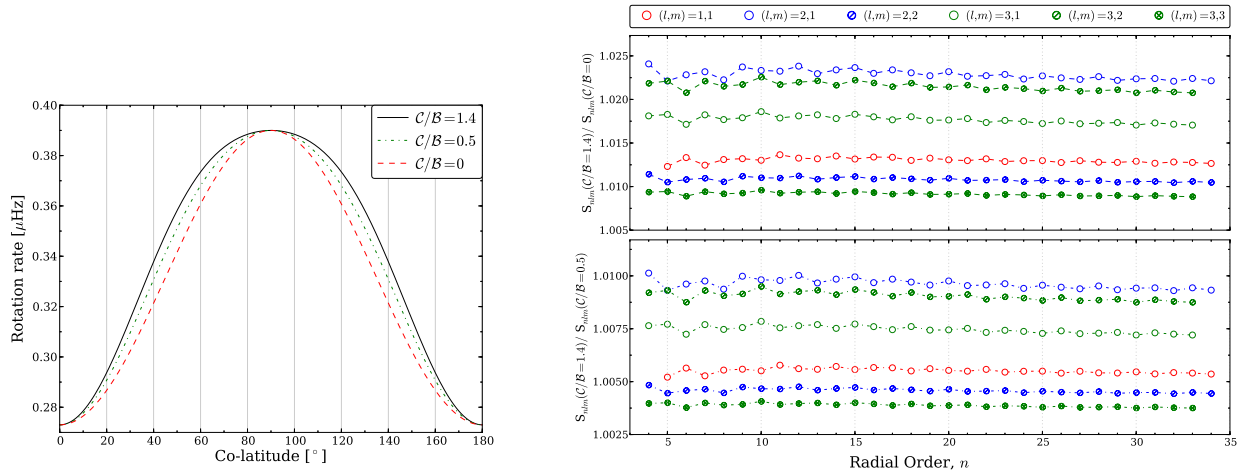 0.40
0.38
0.36
0.34
0.32
0.30
0.28
Rotation rate [μHz]
C/B=1.4
C/B=0.5
C/B=0
0 20 40 60 80 100 120 140 160 180
Co-latitude [°]
(l,m)=1,1 (l,m)=2,1 (l,m)=2,2 (l,m)=3,1 (l,m)=3,2 (l,m)=3,3
1.025
1.020
1.015
1.010
1.005
S_nlm(C/B=1.4)/ S_nlm(C/B=0)
1.0100
1.0075
1.0050
1.0025
S_nlm(C/B=1.4)/ S_nlm(C/B=0.5)
5 10 15 20 25 30 35
Radial Order, n